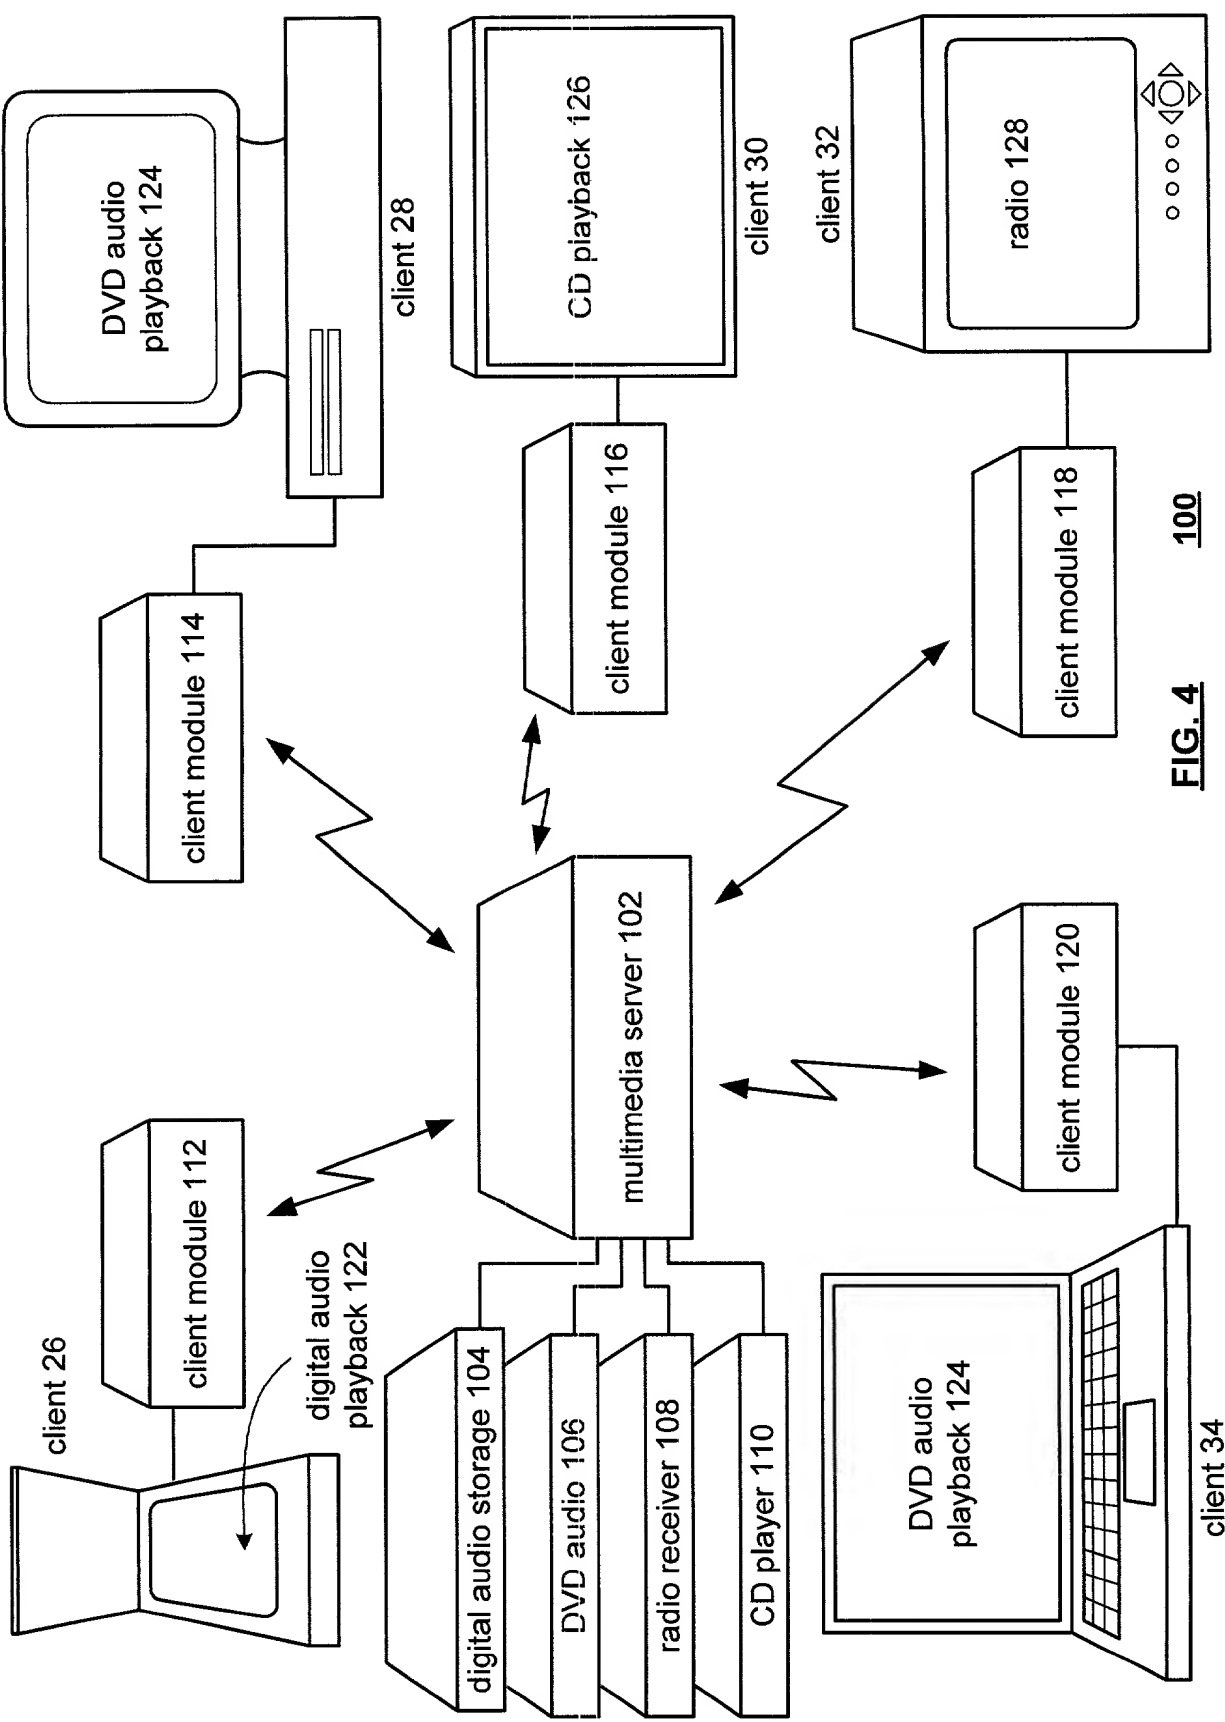 client 26
client module 112
digital audio
playback 122
client module 114
DVD audio
playback 124
client 28
digital audio storage 104
DVD audio 106
radio receiver 108
CD player 110
multimedia server 102
client module 116
CD playback 126
client 30
client 32
radio 128
client module 118
client module 120
DVD audio
playback 124
client 34
FIG. 4
100